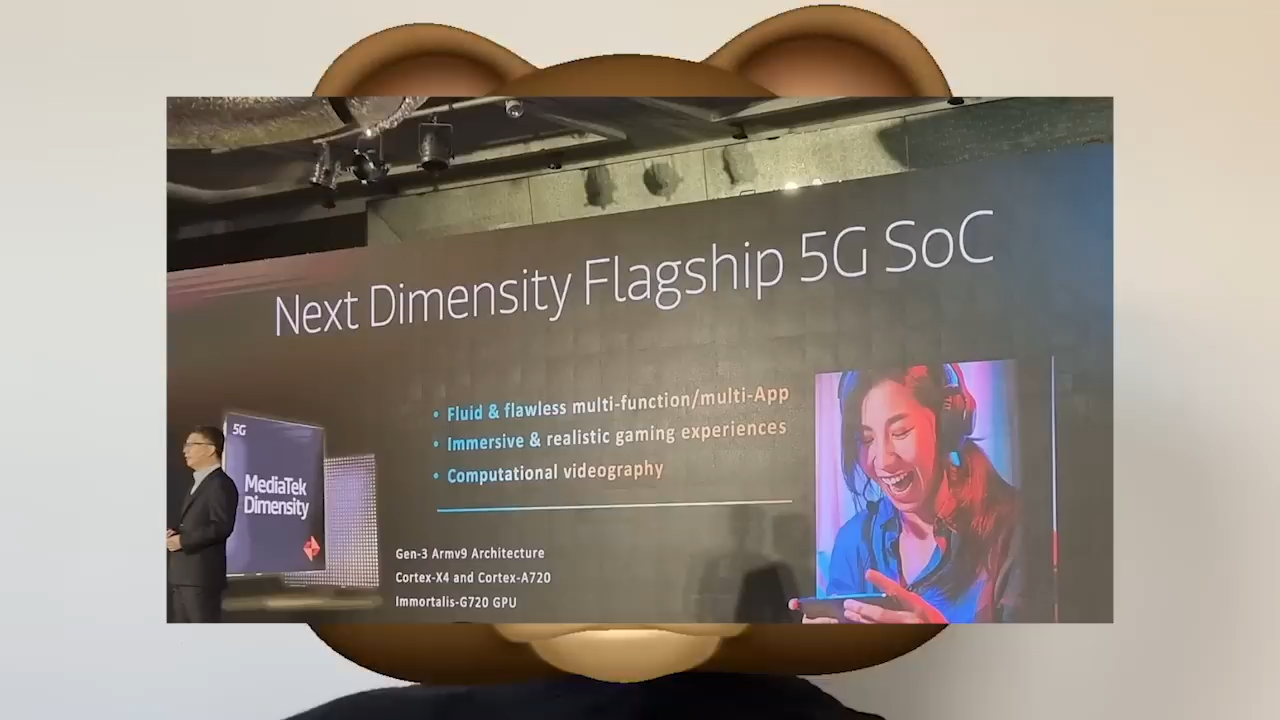 Next Dimensity Flagship 5G SoC
• Fluid & flawless multi-function/multi-App
• Immersive & realistic gaming experiences
• Computational videography
5G
MediaTek
Dimensity
Gen-3 Armv9 Architecture
Cortex-X4 and Cortex-A720
Immortalis-G720 GPU